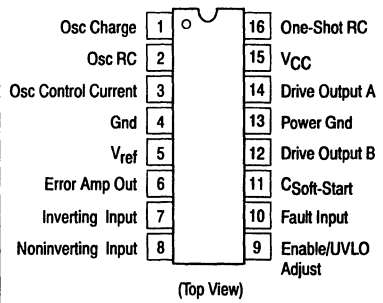 Osc Charge 1 16 One-Shot RC
Osc RC 2 15 VCC
Osc Control Current 3 14 Drive Output A
Gnd 4 13 Power Gnd
Vref 5 12 Drive Output B
Error Amp Out 6 11 CSoft-Start
Inverting Input 7 10 Fault Input
Noninverting Input 8 9 Enable/UVLO
Adjust
(Top View)